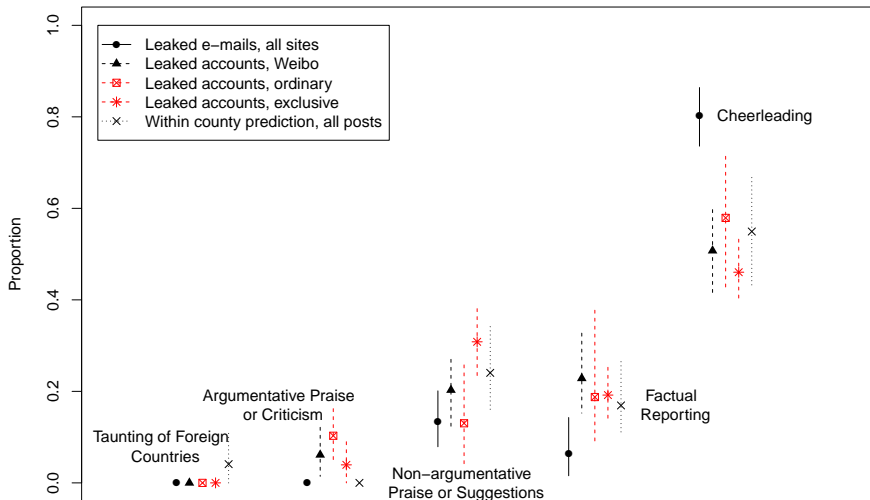 1.0
0.8
0.6
0.4
0.2
0.0
Proportion
Leaked e−mails, all sites
Leaked accounts, Weibo
Leaked accounts, ordinary
Leaked accounts, exclusive
Within county prediction, all posts
Cheerleading
Argumentative Praise
or Criticism
Factual
Reporting
Taunting of Foreign
Countries
Non−argumentative
Praise or Suggestions